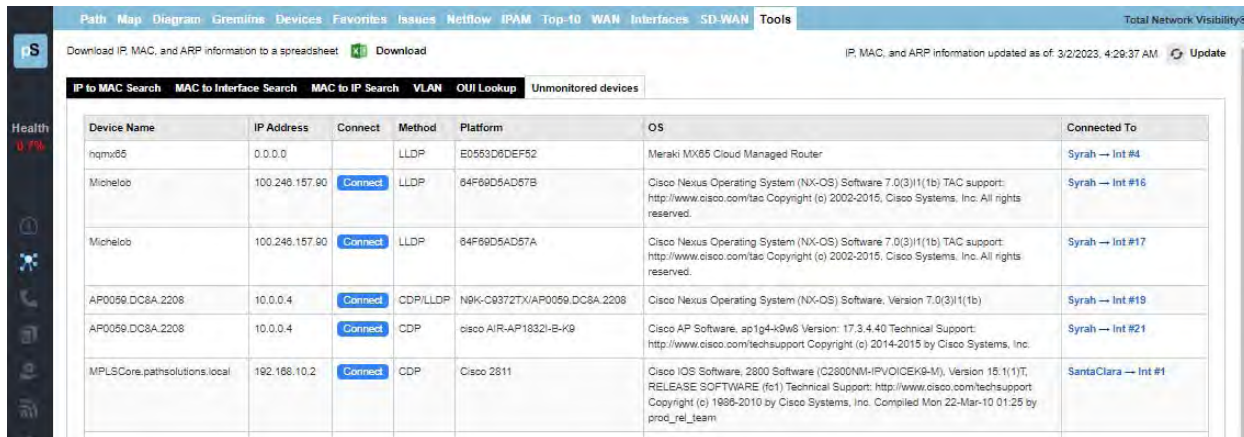 Path Map Diagram Gremlins Devices Favorites Issues Netflow IPAM Top-10 WAN Interfaces SD-WAN Tools
Total Network Visibility®
pS
Download IP, MAC, and ARP information to a spreadsheet Download
IP, MAC, and ARP information updated as of: 3/2/2023, 4:29:37 AM Update
IP to MAC Search MAC to Interface Search MAC to IP Search VLAN OUI Lookup Unmonitored devices
Health
0.7%
Device Name IP Address Connect Method Platform OS Connected To
hqmx65 0.0.0.0 LLDP E0553D6DEF52 Meraki MX65 Cloud Managed Router Syrah → Int #4
Michelob 100.246.157.90 Connect LLDP 64F69D5AD57B Cisco Nexus Operating System (NX-OS) Software 7.0(3)I1(1b) TAC support: Syrah → Int #16
http://www.cisco.com/tac Copyright (c) 2002-2015, Cisco Systems, Inc. All rights
reserved.
Michelob 100.246.157.90 Connect LLDP 64F69D5AD57A Cisco Nexus Operating System (NX-OS) Software 7.0(3)I1(1b) TAC support: Syrah → Int #17
http://www.cisco.com/tac Copyright (c) 2002-2015, Cisco Systems, Inc. All rights
reserved.
AP0059.DC8A.2208 10.0.0.4 Connect CDP/LLDP N9K-C9372TX/AP0059.DC8A.2208 Cisco Nexus Operating System (NX-OS) Software, Version 7.0(3)I1(1b) Syrah → Int #19
AP0059.DC8A.2208 10.0.0.4 Connect CDP cisco AIR-AP1832I-B-K9 Cisco AP Software, ap1g4-k9w8 Version: 17.3.4.40 Technical Support: Syrah → Int #21
http://www.cisco.com/techsupport Copyright (c) 2014-2015 by Cisco Systems, Inc.
MPLSCore.pathsolutions.local 192.168.10.2 Connect CDP Cisco 2811 Cisco IOS Software, 2800 Software (C2800NM-IPVOICEK9-M), Version 15.1(1)T, SantaClara → Int #1
RELEASE SOFTWARE (fc1) Technical Support: http://www.cisco.com/techsupport
Copyright (c) 1986-2010 by Cisco Systems, Inc. Compiled Mon 22-Mar-10 01:25 by
prod_rel_team